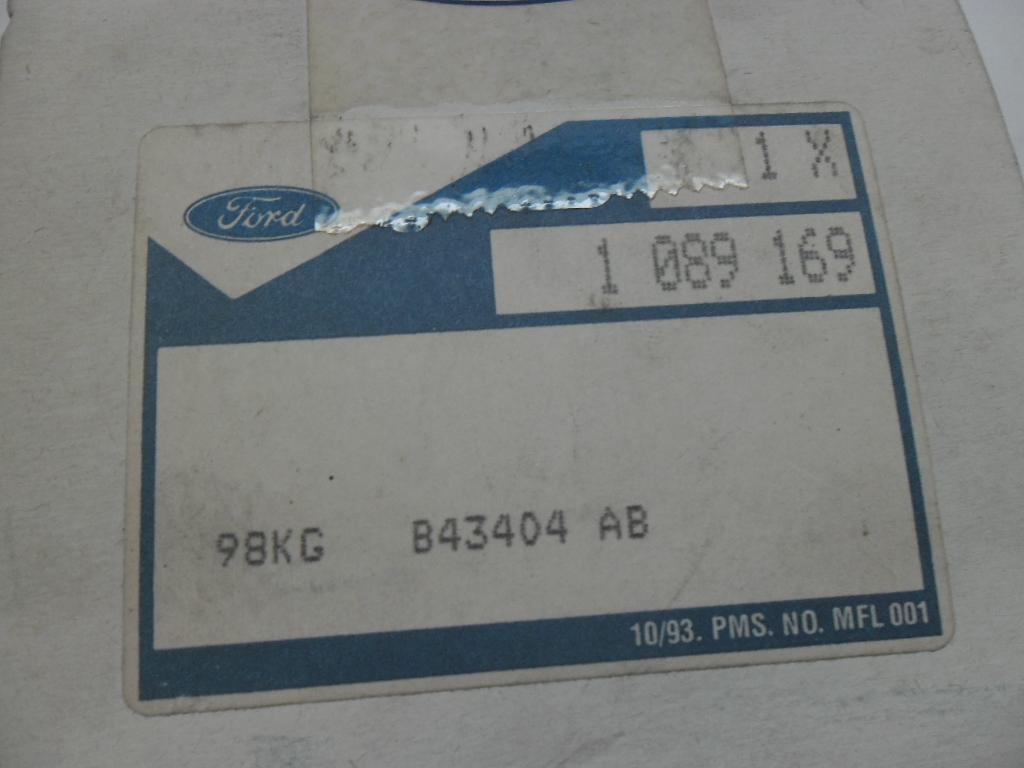 1 X
Ford
1 089 169
98KG B43404 AB
10/93. PMS. NO. MFL 001